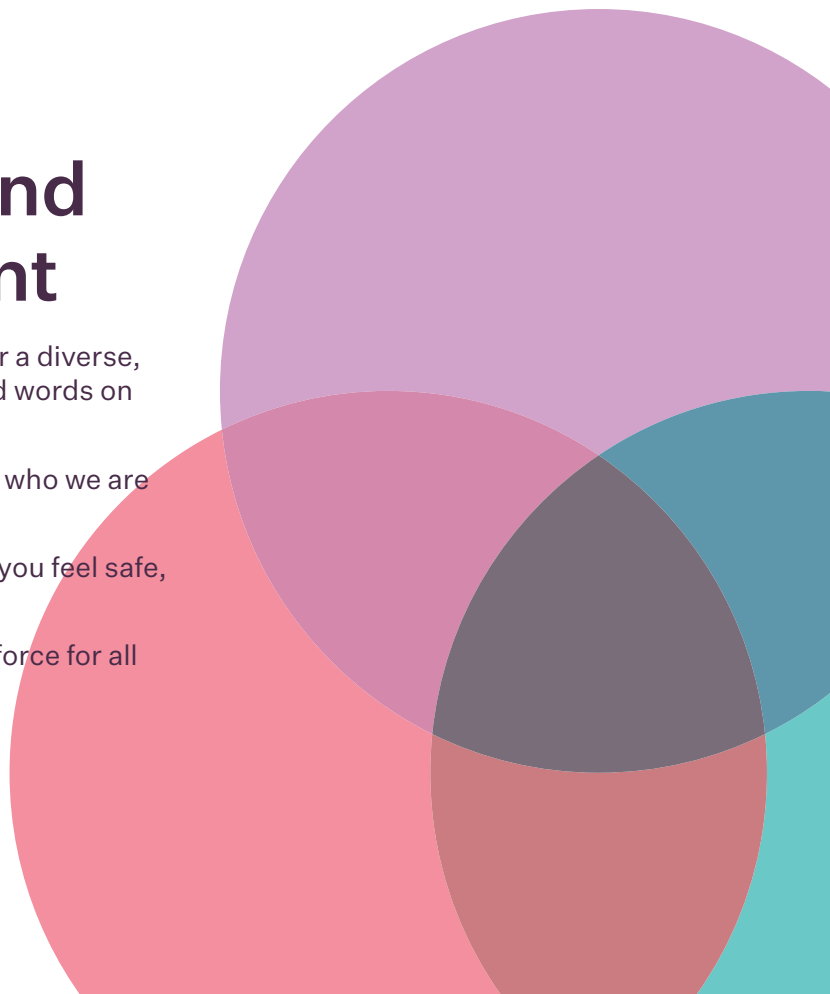 nd
nt
r a diverse,
d words on
who we are
you feel safe,
force for all